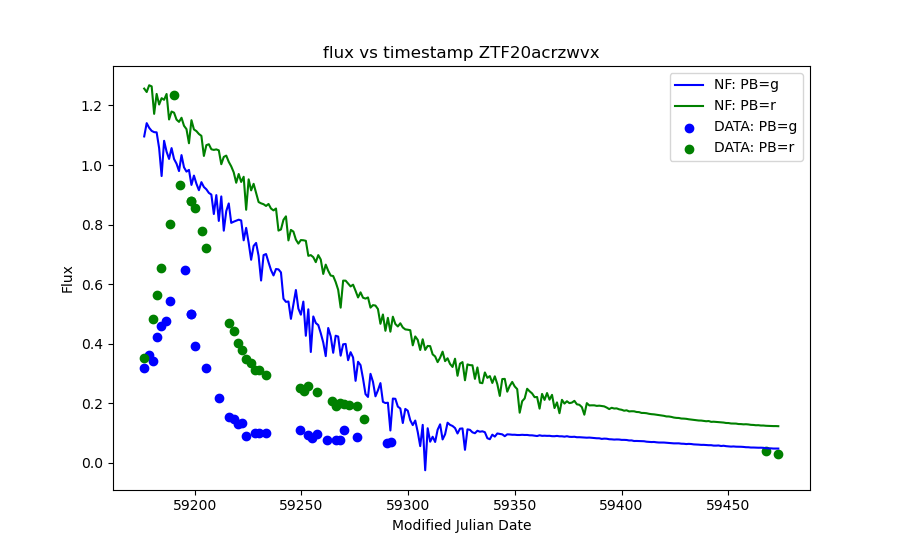 flux vs timestamp ZTF20acrzwvx
NF: PB=g
NF: PB=r
DATA: PB=g
DATA: PB=r
1.2
1.0
0.8
0.6
0.4
0.2
0.0
Flux
59200
59250
59300
59350
59400
59450
Modified Julian Date